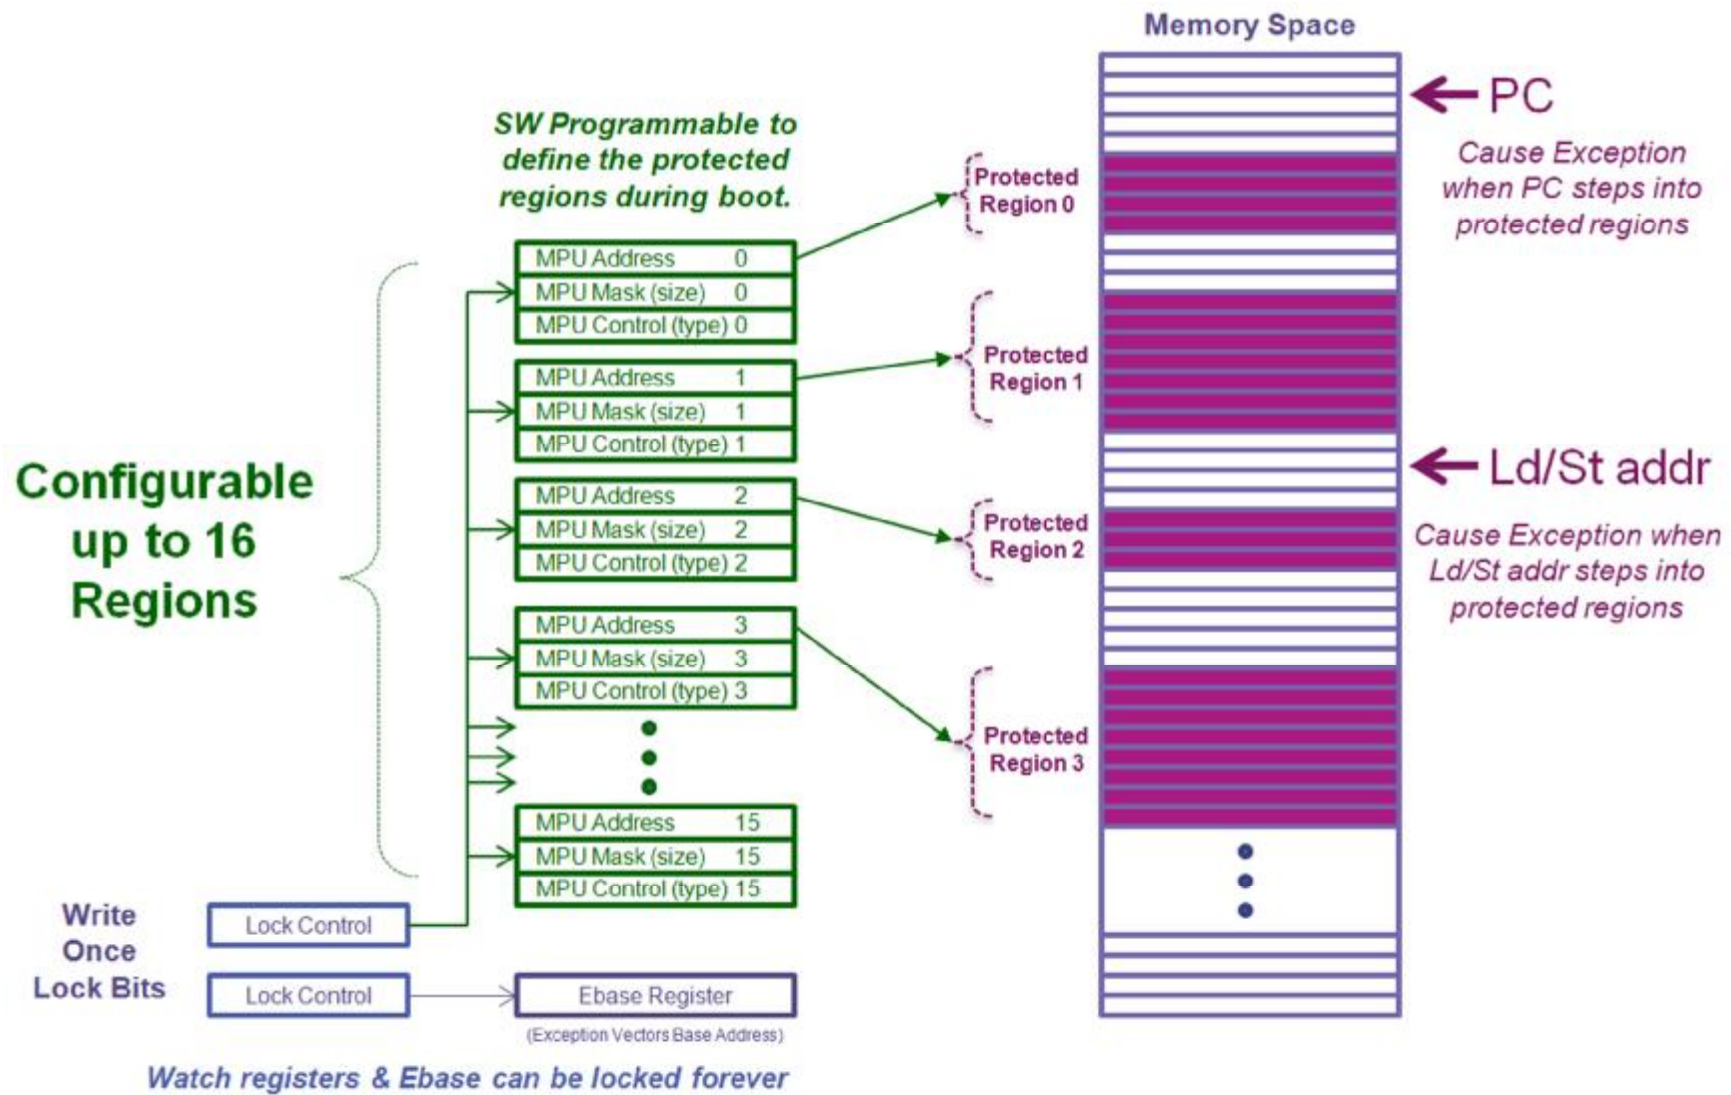 Memory Space
PC
Cause Exception
when PC steps into
protected regions
SW Programmable to
define the protected
regions during boot.
Protected
Region 0
MPU Address 0
MPU Mask (size) 0
MPU Control (type) 0
Protected
Region 1
MPU Address 1
MPU Mask (size) 1
MPU Control (type) 1
Ld/St addr
Cause Exception when
Ld/St addr steps into
protected regions
Configurable
up to 16
Regions
MPU Address 2
MPU Mask (size) 2
MPU Control (type) 2
Protected
Region 2
MPU Address 3
MPU Mask (size) 3
MPU Control (type) 3
Protected
Region 3
MPU Address 15
MPU Mask (size) 15
MPU Control (type) 15
Write
Once
Lock Bits
Lock Control
Lock Control
Ebase Register
(Exception Vectors Base Address)
Watch registers & Ebase can be locked forever